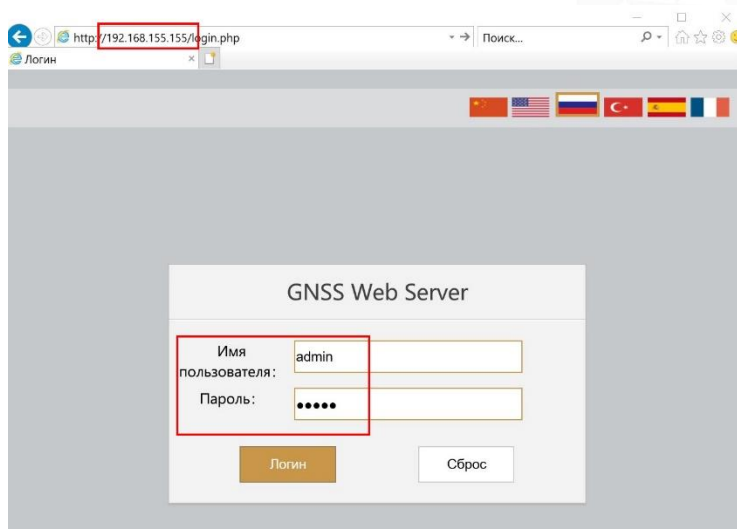 http://192.168.155.155/login.php
Поиск...
Логин
GNSS Web Server
Имя
пользователя:
admin
Пароль:
•••••
Логин
Сброс